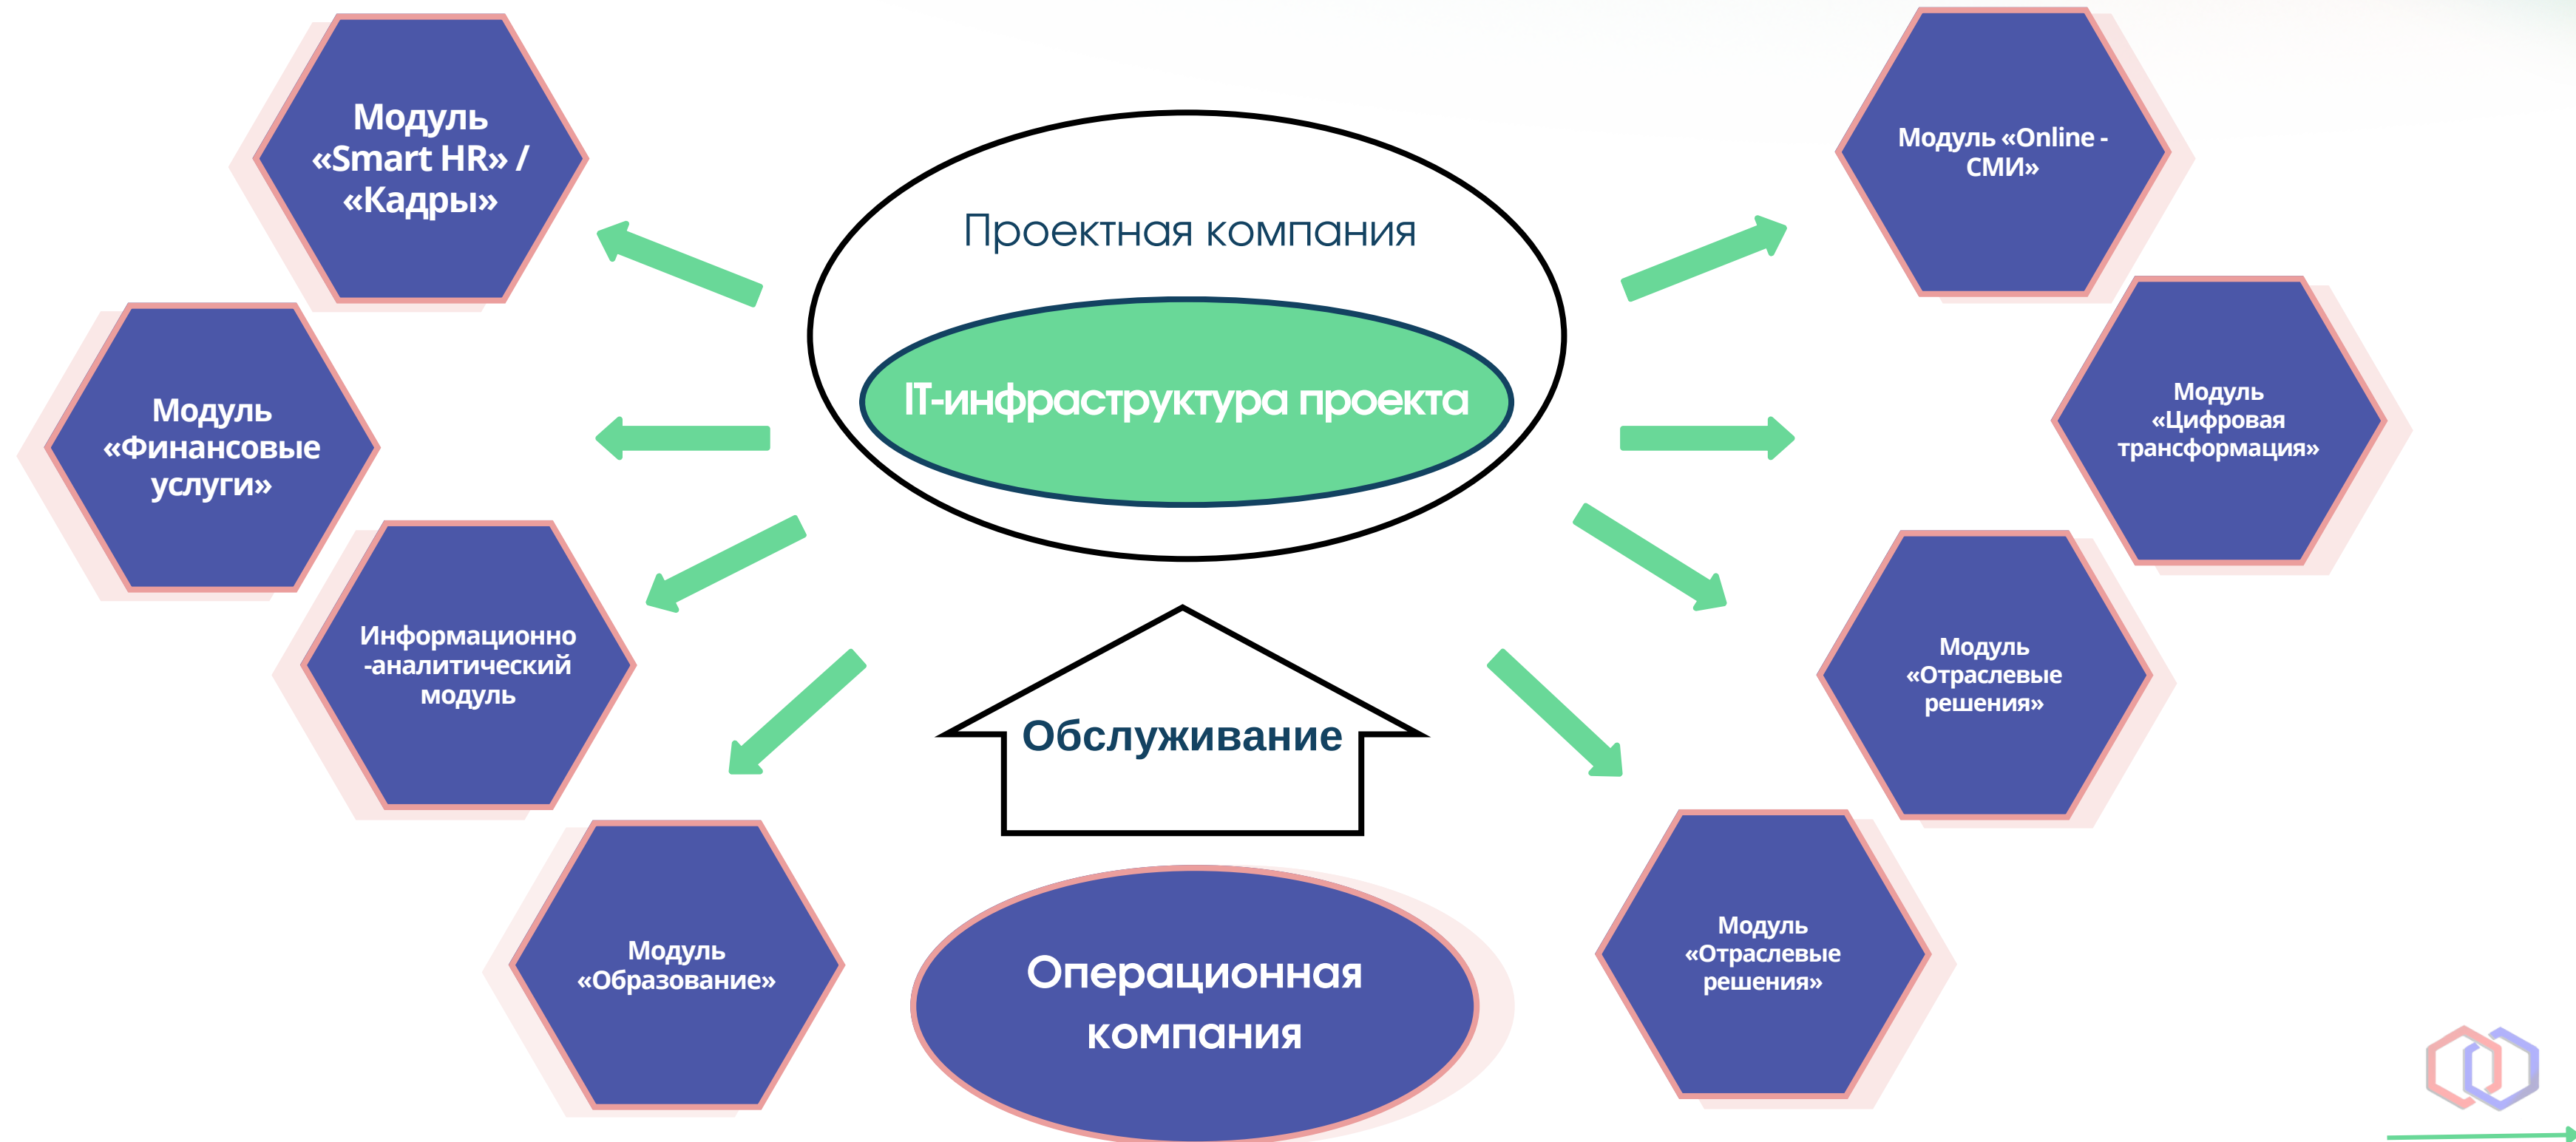 Модуль
«Smart HR» /
«Кадры»
Модуль «Online -
СМИ»
Проектная компания
IT-инфраструктура проекта
Модуль
«Финансовые
услуги»
Модуль
«Цифровая
трансформация»
Информационно
-аналитический
модуль
Модуль
«Отраслевые
решения»
Обслуживание
Модуль
«Образование»
Операционная
компания
Модуль
«Отраслевые
решения»